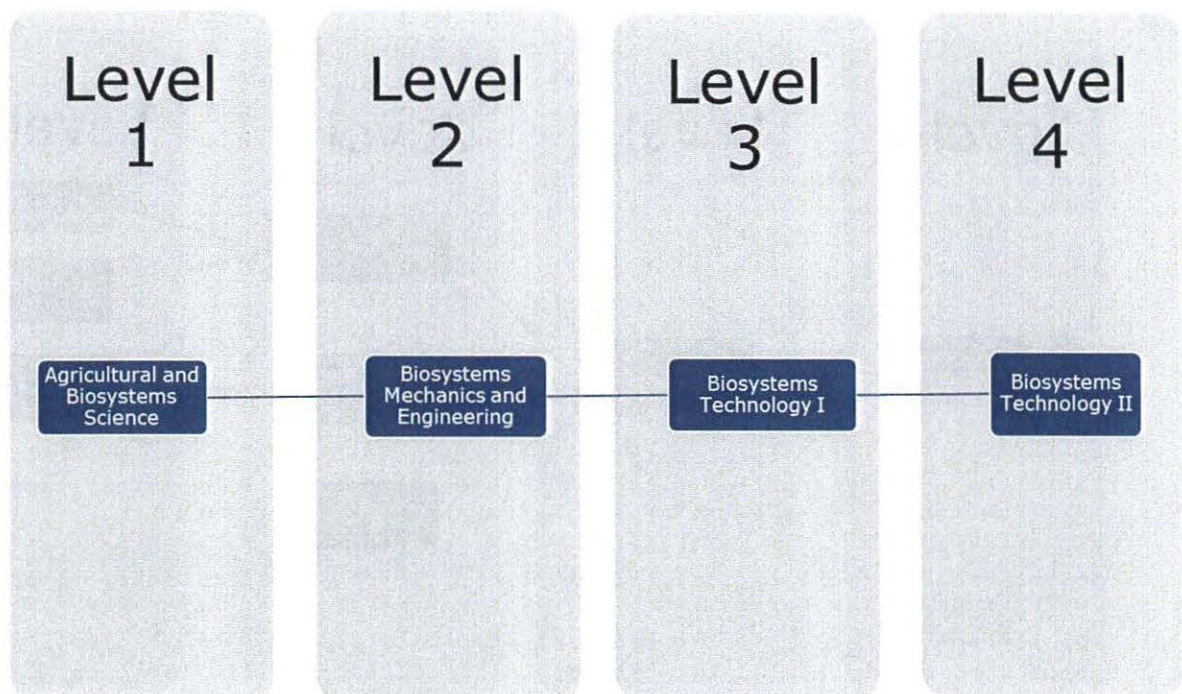 Level
1
Level
2
Level
3
Level
4
Agricultural and
Biosystems
Science
Biosystems
Mechanics and
Engineering
Biosystems
Technology I
Biosystems
Technology II